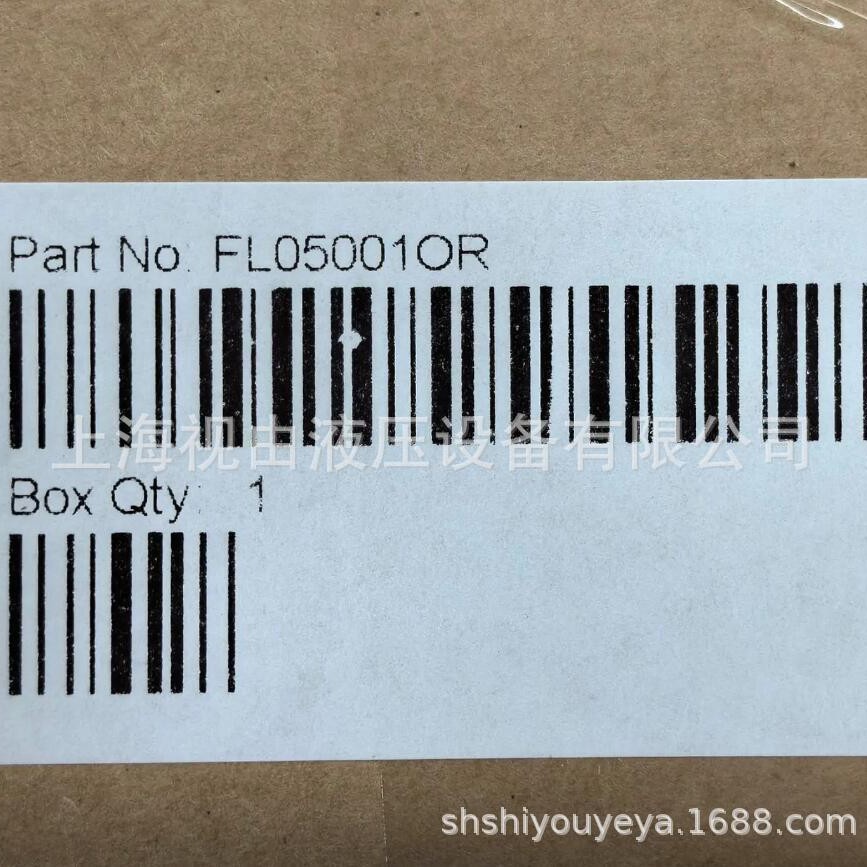 Part No. FL05001OR
上海视由液压设备有限公司
Box Qty: 1
shshiyouyeya.1688.com